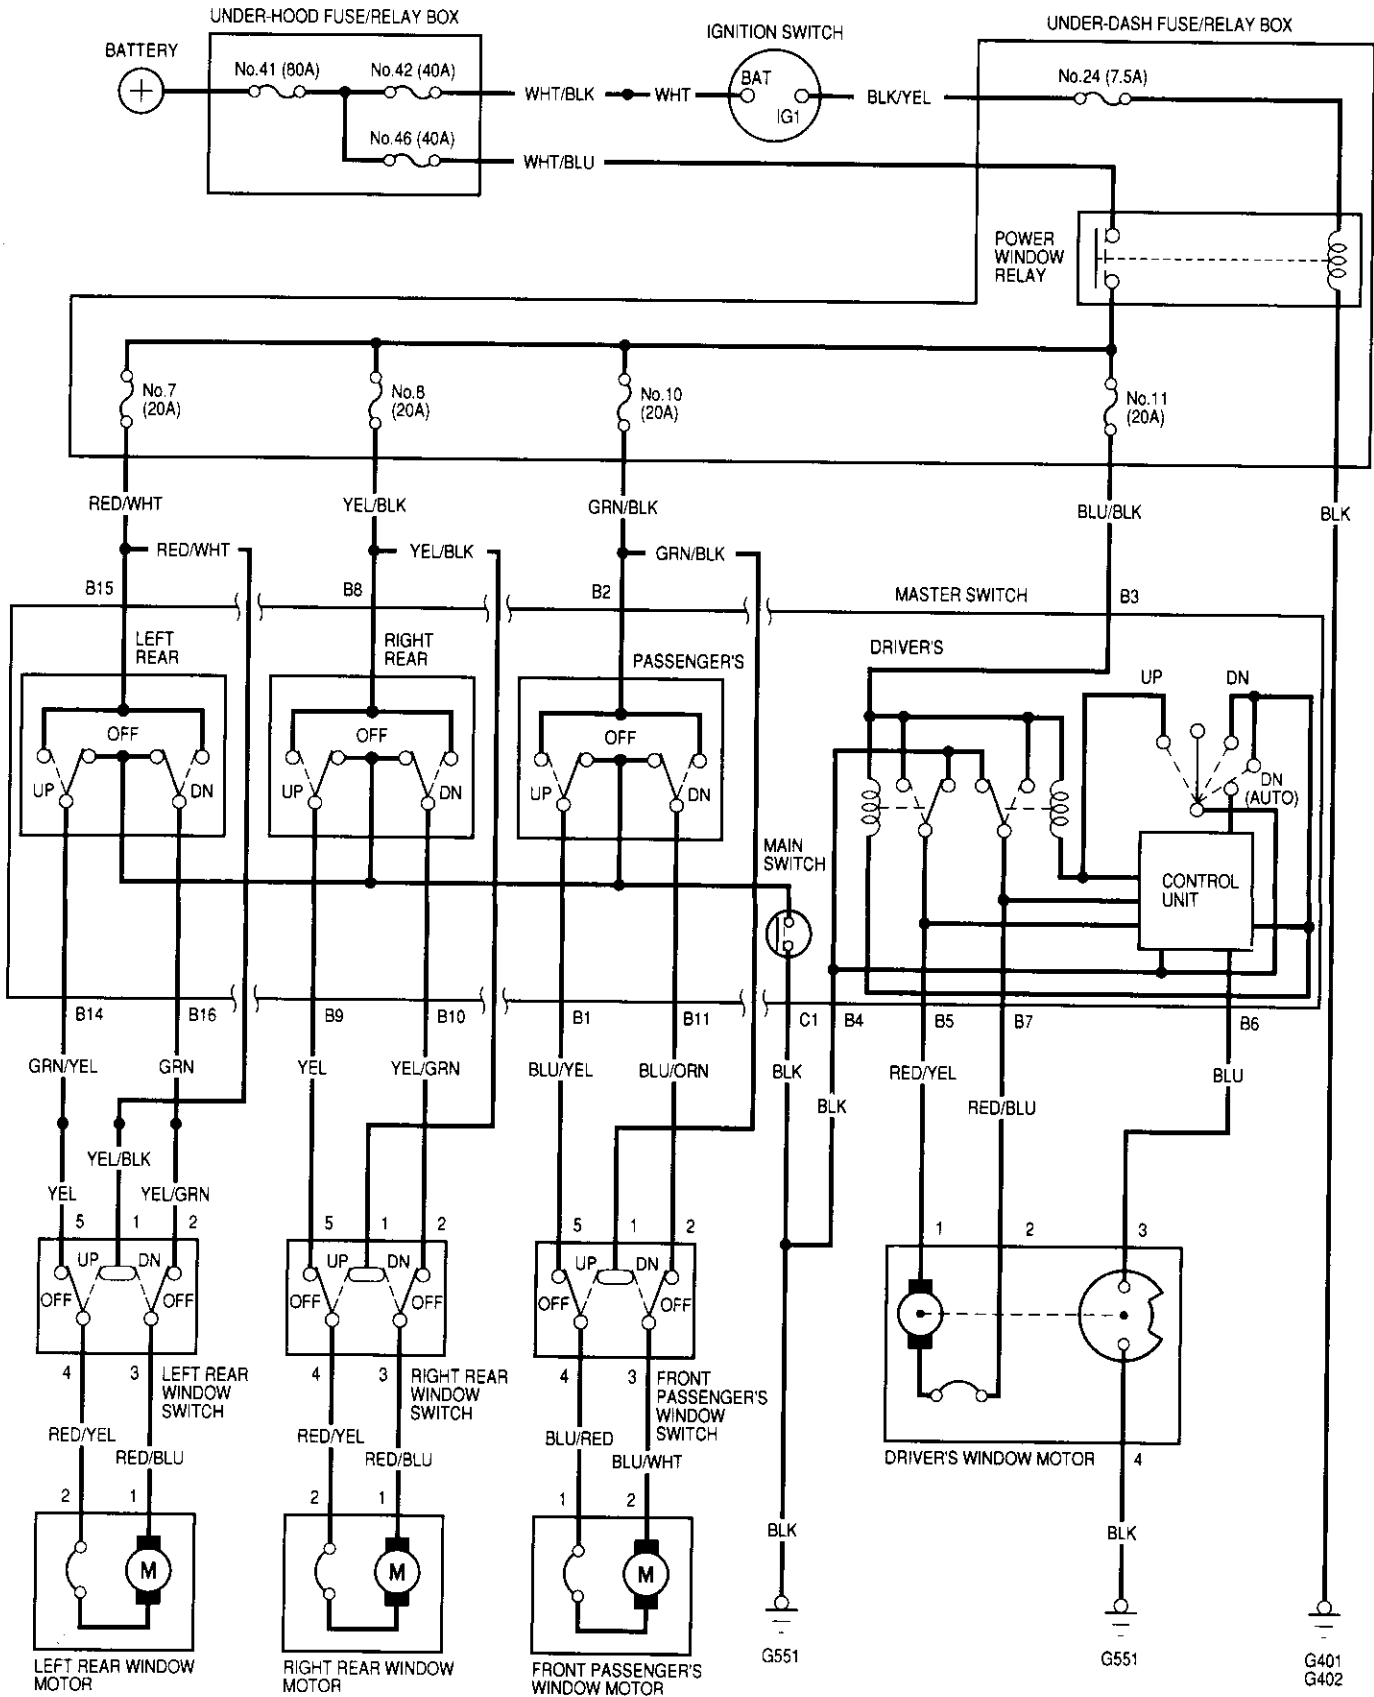 UNDER-HOOD FUSE/RELAY BOX
IGNITION SWITCH
UNDER-DASH FUSE/RELAY BOX
BATTERY
No.41 (80A)
No.42 (40A)
BAT
No.24 (7.5A)
WHT/BLK
WHT
BLK/YEL
IG1
No.46 (40A)
WHT/BLU
POWER
WINDOW
RELAY
No.7
(20A)
No.8
(20A)
No.10
(20A)
No.11
(20A)
RED/WHT
YEL/BLK
GRN/BLK
BLU/BLK
BLK
RED/WHT
YEL/BLK
GRN/BLK
B15
B8
B2
MASTER SWITCH
B3
LEFT
REAR
RIGHT
REAR
PASSENGER'S
DRIVER'S
UP
DN
OFF
OFF
OFF
UP
DN
UP
DN
UP
DN
DN
(AUTO)
MAIN
SWITCH
CONTROL
UNIT
B14
B16
B9
B10
B1
B11
C1
B4
B5
B7
B6
GRN/YEL
GRN
YEL
YEL/GRN
BLU/YEL
BLU/ORN
BLK
RED/YEL
BLU
BLK
RED/BLU
YEL/BLK
YEL
YEL/GRN
5
1
2
5
1
2
5
1
2
1
2
3
UP
DN
UP
DN
UP
DN
OFF
OFF
OFF
OFF
OFF
OFF
4
3
LEFT REAR
WINDOW
SWITCH
4
3
RIGHT REAR
WINDOW
SWITCH
4
3
FRONT
PASSENGER'S
WINDOW
SWITCH
RED/YEL
RED/BLU
RED/YEL
RED/BLU
BLU/RED
BLU/WHT
DRIVER'S WINDOW MOTOR
4
2
1
2
1
1
2
BLK
BLK
M
M
M
LEFT REAR WINDOW
MOTOR
RIGHT REAR WINDOW
MOTOR
FRONT PASSENGER'S
WINDOW MOTOR
G551
G551
G401
G402